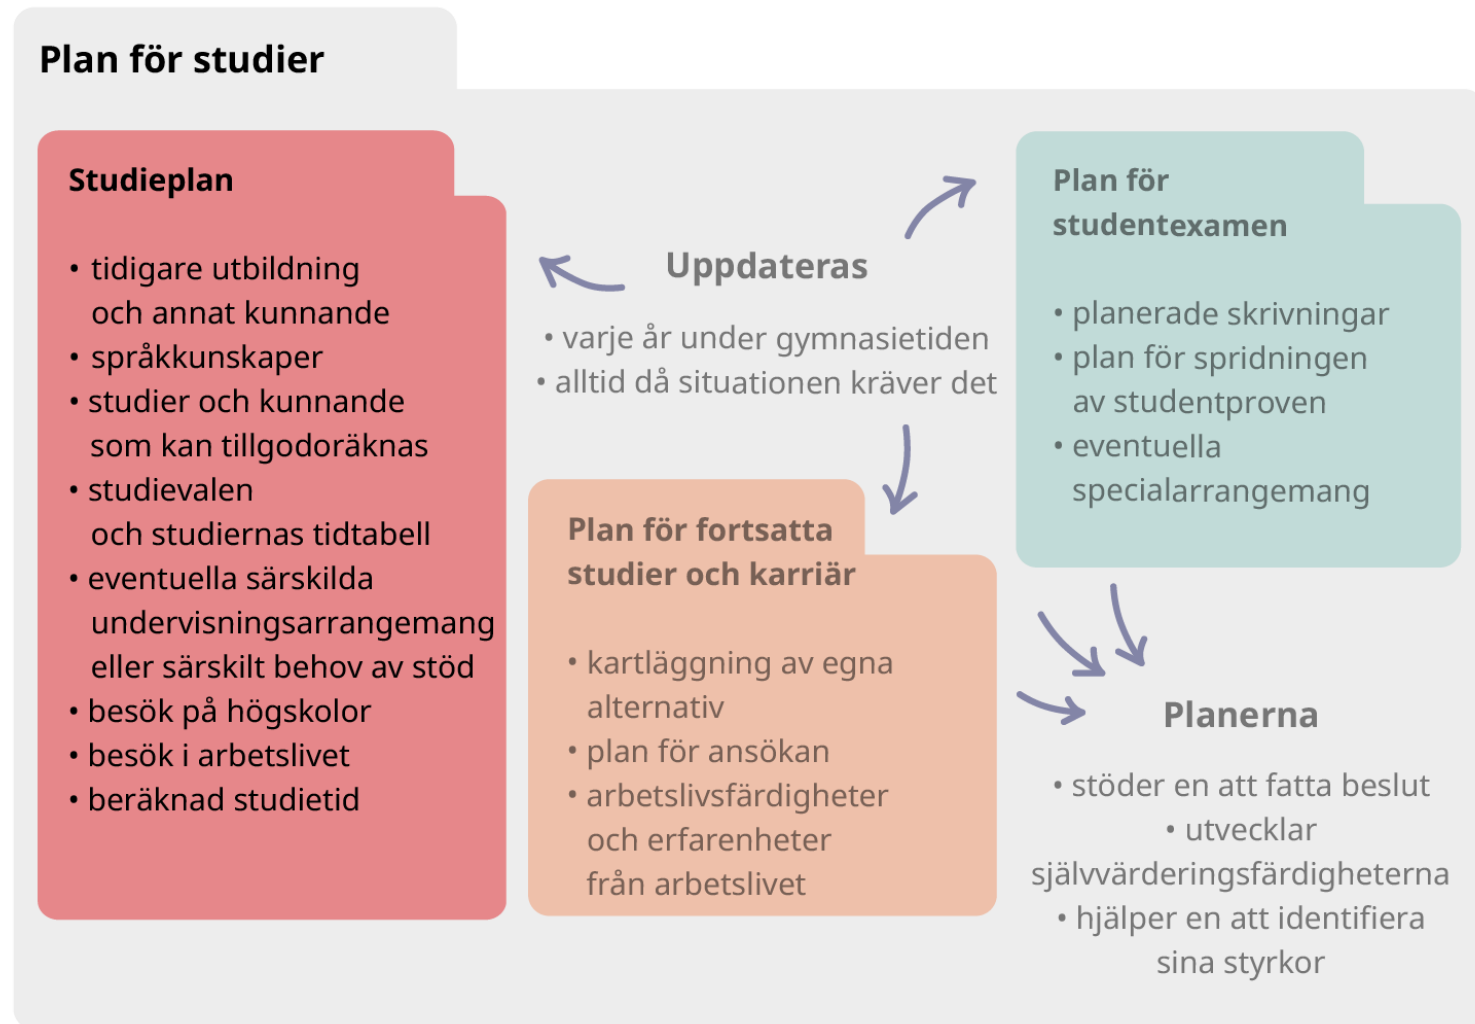 Plan för studier
Studieplan
• tidigare utbildning
och annat kunnande
• språkkunskaper
• studier och kunnande
som kan tillgodoräknas
• studievalen
och studiernas tidtabell
• eventuella särskilda
undervisningsarrangemang
eller särskilt behov av stöd
• besök på högskolor
• besök i arbetslivet
• beräknad studietid
Uppdateras
• varje år under gymnasietiden
• alltid då situationen kräver det
Plan för
studentexamen
• planerade skrivningar
• plan för spridningen
av studentproven
• eventuella
specialarrangemang
Plan för fortsatta
studier och karriär
• kartläggning av egna
alternativ
• plan för ansökan
• arbetslivsfärdigheter
och erfarenheter
från arbetslivet
Planerna
• stöder en att fatta beslut
• utvecklar
självvärderingsfärdigheterna
• hjälper en att identifiera
sina styrkor